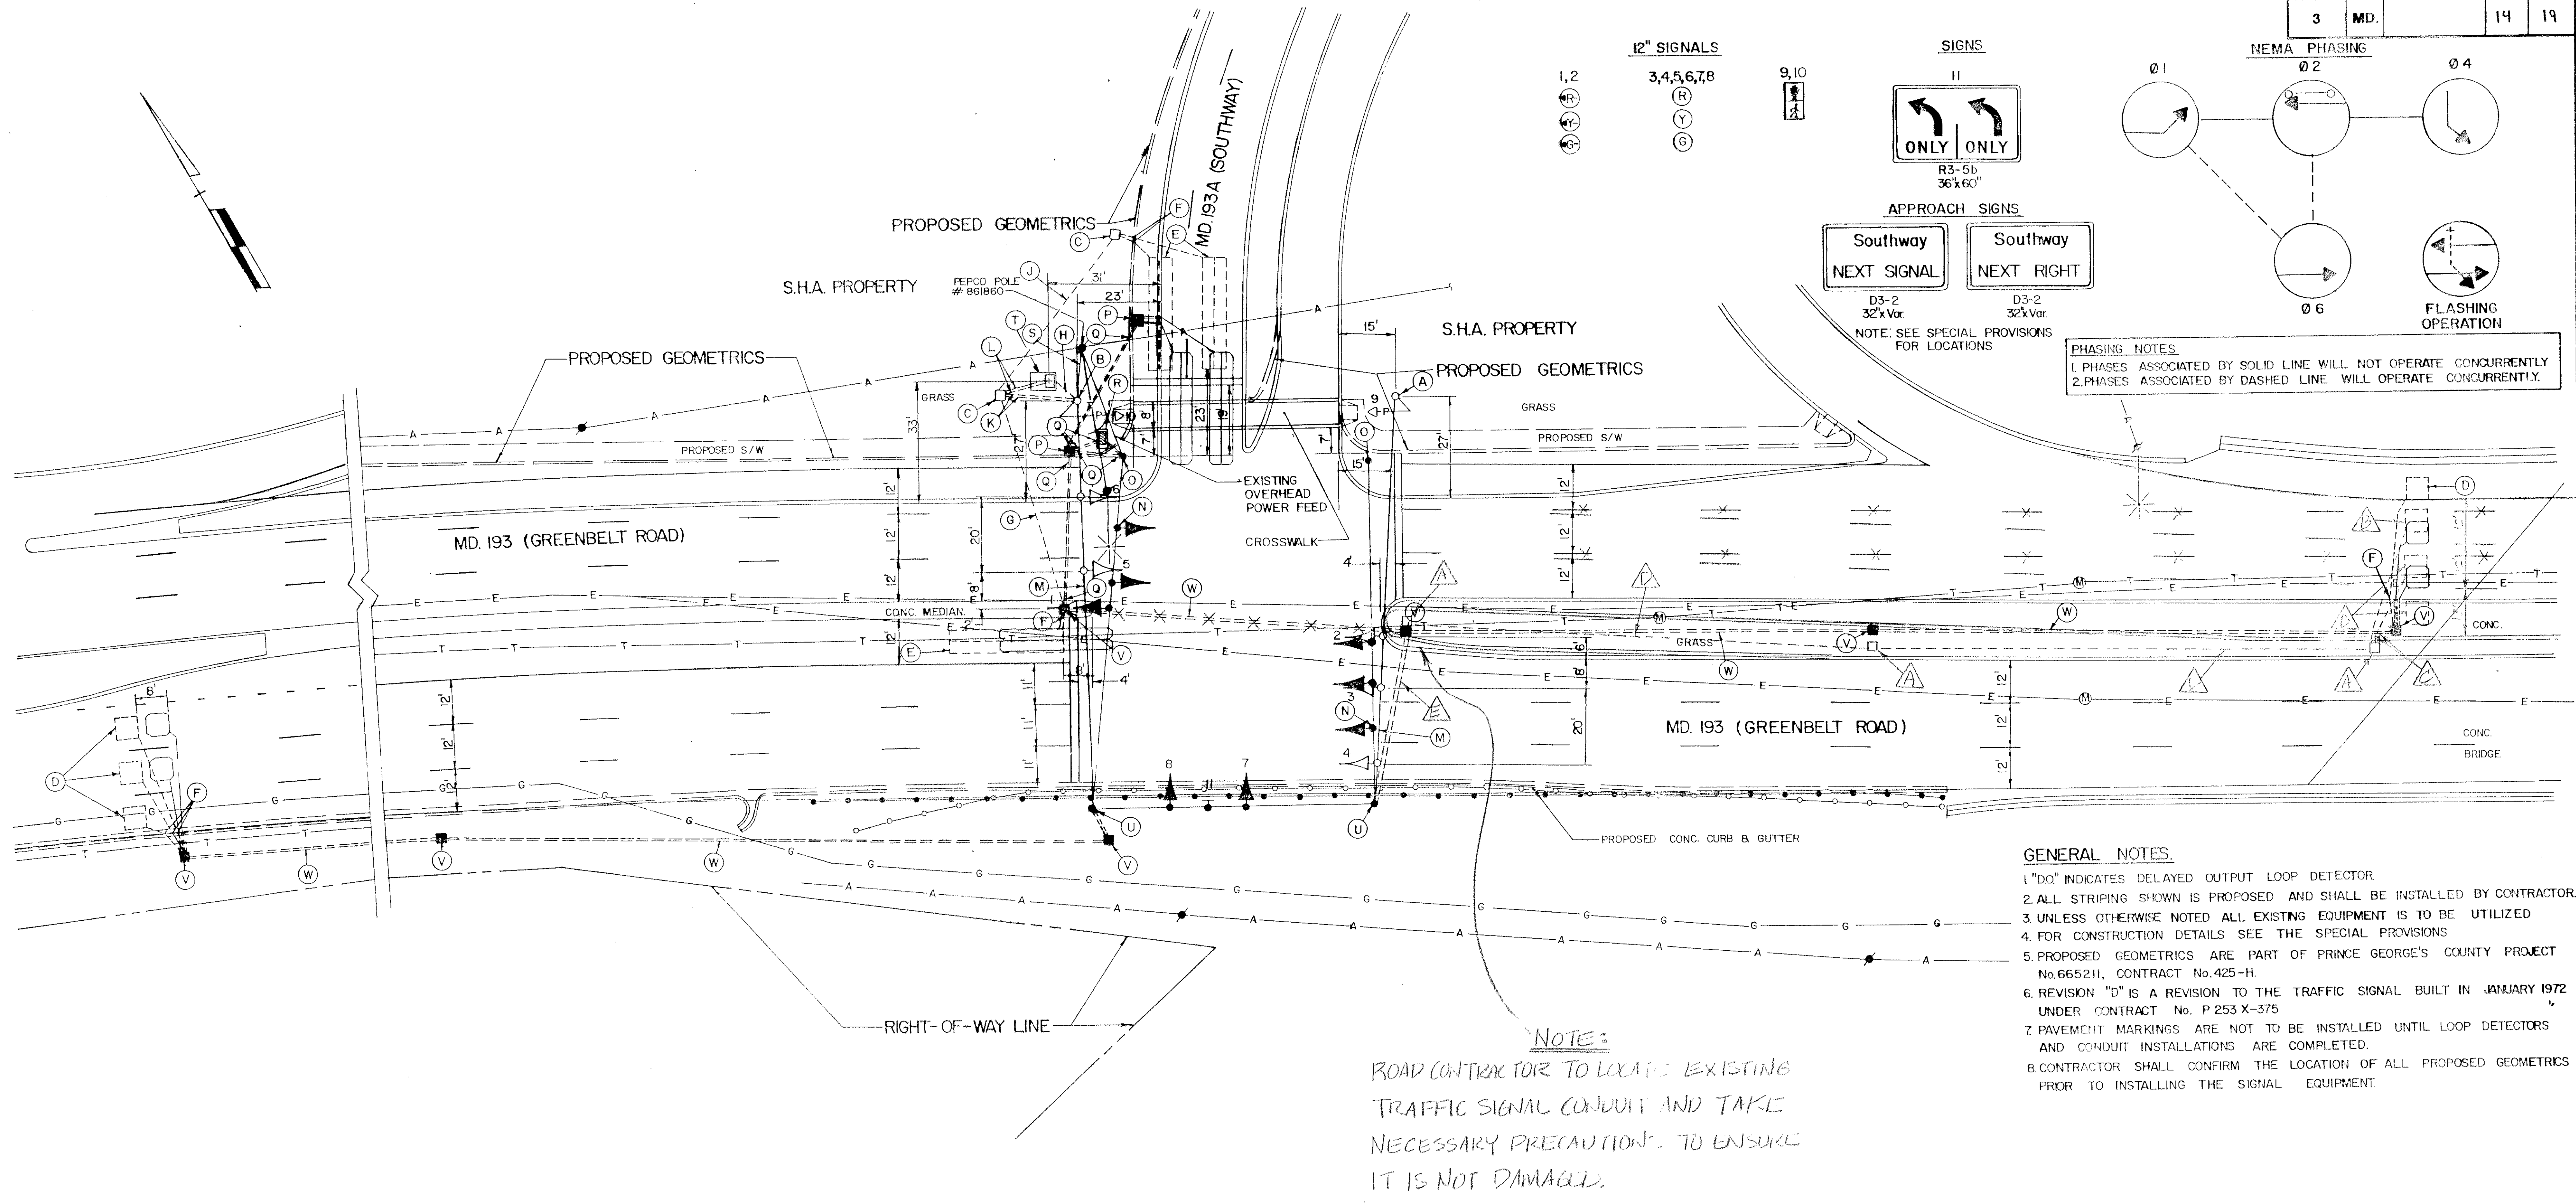 3 MD. 14 19
12" SIGNALS
1,2
3,4,5,6,7,8
9,10
R
Y
G
R
Y
G
SIGNS
11
ONLY ONLY
R3-5b
36"x60"
APPROACH SIGNS
Southway
NEXT SIGNAL
D3-2
32"x Var.
Southway
NEXT RIGHT
D3-2
32"x Var.
NOTE: SEE SPECIAL PROVISIONS
FOR LOCATIONS
NEMA PHASING
Ø 1
Ø 2
Ø 4
Ø 6
FLASHING
OPERATION
PHASING NOTES
1. PHASES ASSOCIATED BY SOLID LINE WILL NOT OPERATE CONCURRENTLY
2. PHASES ASSOCIATED BY DASHED LINE WILL OPERATE CONCURRENTLY.
MD. 193A (SOUTHWAY)
PROPOSED GEOMETRICS
S.H.A. PROPERTY
PEPCO POLE
# 861860
31'
23'
15'
S.H.A. PROPERTY
PROPOSED GEOMETRICS
PROPOSED GEOMETRICS
GRASS
GRASS
PROPOSED S/W
PROPOSED S/W
33'
27'
23'
19'
27'
15'
EXISTING
OVERHEAD
POWER FEED
CROSSWALK
MD. 193 (GREENBELT ROAD)
CONC. MEDIAN.
GRASS
CONC.
MD. 193 (GREENBELT ROAD)
CONC.
BRIDGE
PROPOSED CONC. CURB & GUTTER
RIGHT-OF-WAY LINE
GENERAL NOTES.
1. "D.O." INDICATES DELAYED OUTPUT LOOP DETECTOR.
2. ALL STRIPING SHOWN IS PROPOSED AND SHALL BE INSTALLED BY CONTRACTOR.
3. UNLESS OTHERWISE NOTED ALL EXISTING EQUIPMENT IS TO BE UTILIZED
4. FOR CONSTRUCTION DETAILS SEE THE SPECIAL PROVISIONS
5. PROPOSED GEOMETRICS ARE PART OF PRINCE GEORGE'S COUNTY PROJECT
No. 665211, CONTRACT No. 425-H.
6. REVISION "D" IS A REVISION TO THE TRAFFIC SIGNAL BUILT IN JANUARY 1972
UNDER CONTRACT No. P 253 X-375
7. PAVEMENT MARKINGS ARE NOT TO BE INSTALLED UNTIL LOOP DETECTORS
AND CONDUIT INSTALLATIONS ARE COMPLETED.
8. CONTRACTOR SHALL CONFIRM THE LOCATION OF ALL PROPOSED GEOMETRICS
PRIOR TO INSTALLING THE SIGNAL EQUIPMENT.
NOTE:
ROAD CONTRACTOR TO LOCATE EXISTING
TRAFFIC SIGNAL CONDUIT AND TAKE
NECESSARY PRECAUTIONS TO ENSURE
IT IS NOT DAMAGED.